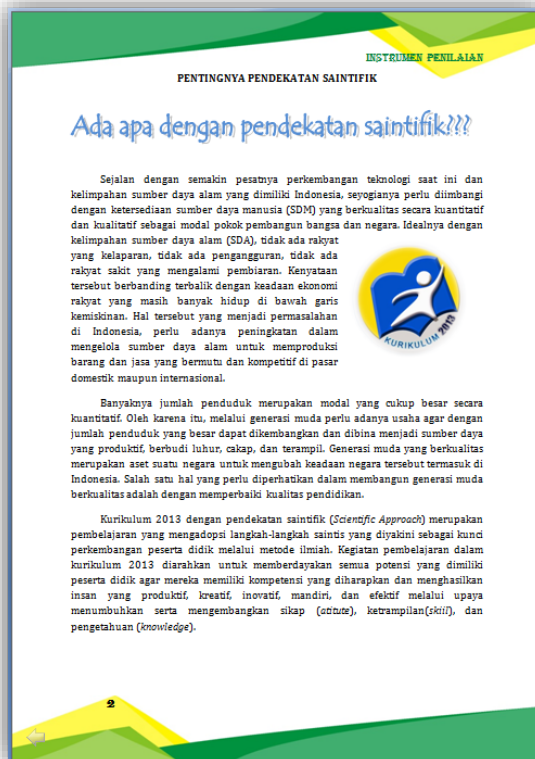 INSTRUMEN PENILAIAN
PENTINGNYA PENDEKATAN SAINTIFIK
Ada apa dengan pendekatan saintifik???
Sejalan dengan semakin pesatnya perkembangan teknologi saat ini dan
kelimpahan sumber daya alam yang dimiliki Indonesia, seyogianya perlu diimbangi
dengan ketersediaan sumber daya manusia (SDM) yang berkualitas secara kuantitatif
dan kualitatif sebagai modal pokok pembangun bangsa dan negara. Idealnya dengan
kelimpahan sumber daya alam (SDA), tidak ada rakyat
yang kelaparan, tidak ada pengangguran, tidak ada
rakyat sakit yang mengalami pembiaran. Kenyataan
tersebut berbanding terbalik dengan keadaan ekonomi
rakyat yang masih banyak hidup di bawah garis
kemiskinan. Hal tersebut yang menjadi permasalahan
di Indonesia, perlu adanya peningkatan dalam
mengelola sumber daya alam untuk memproduksi
barang dan jasa yang bermutu dan kompetitif di pasar
domestik maupun internasional.
KURIKULUM 2013
Banyaknya jumlah penduduk merupakan modal yang cukup besar secara
kuantitatif. Oleh karena itu, melalui generasi muda perlu adanya usaha agar dengan
jumlah penduduk yang besar dapat dikembangkan dan dibina menjadi sumber daya
yang produktif, berbudi luhur, cakap, dan terampil. Generasi muda yang berkualitas
merupakan aset suatu negara untuk mengubah keadaan negara tersebut termasuk di
Indonesia. Salah satu hal yang perlu diperhatikan dalam membangun generasi muda
berkualitas adalah dengan memperbaiki kualitas pendidikan.
Kurikulum 2013 dengan pendekatan saintifik (Scientific Approach) merupakan
pembelajaran yang mengadopsi langkah-langkah saintis yang diyakini sebagai kunci
perkembangan peserta didik melalui metode ilmiah. Kegiatan pembelajaran dalam
kurikulum 2013 diarahkan untuk memberdayakan semua potensi yang dimiliki
peserta didik agar mereka memiliki kompetensi yang diharapkan dan menghasilkan
insan yang produktif, kreatif, inovatif, mandiri, dan efektif melalui upaya
menumbuhkan serta mengembangkan sikap (atitute), ketrampilan(skiil), dan
pengetahuan (knowledge).
2